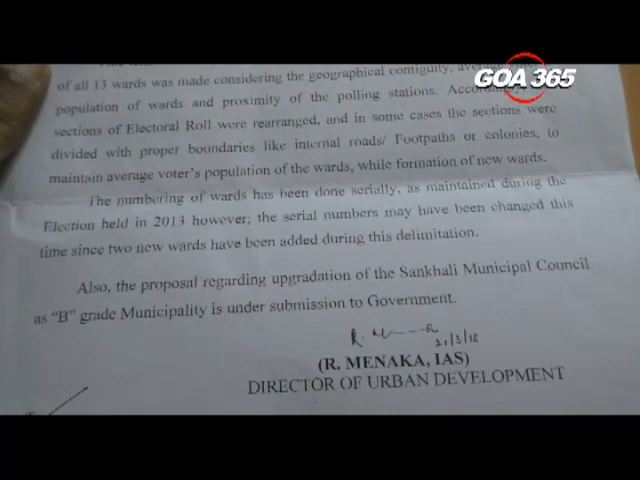 GOA 365
of all 13 wards was made considering the geographical contiguity, average
population of wards and proximity of the polling stations.
sections of Electoral Roll were rearranged, and in some cases the sections were
divided with proper boundaries like internal roads/ Footpaths or colonies, to
maintain average voter's population of the wards, while formation of new wards.
The numbering of wards has been done serially, as maintained during the
Election held in 2013 however; the serial numbers may have been changed this
time since two new wards have been added during this delimitation.
Also, the proposal regarding upgradation of the Sankhali Municipal Council
as "B" grade Municipality is under submission to Government.
21/3/18
(R. MENAKA, IAS)
DIRECTOR OF URBAN DEVELOPMENT